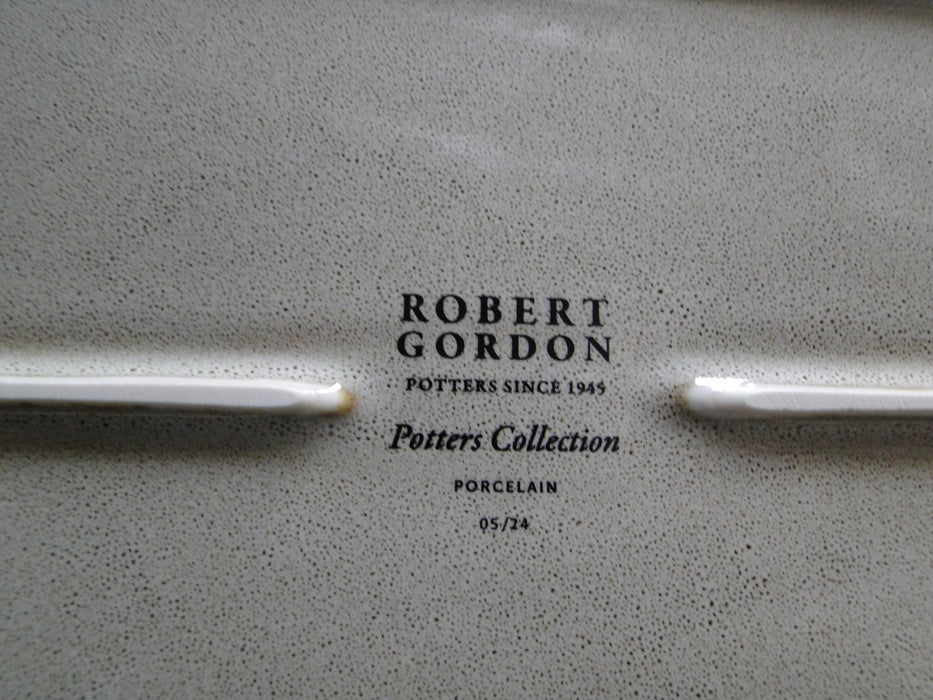 ROBERT
GORDON
POTTERS SINCE 1945
Potters Collection
PORCELAIN
05/24